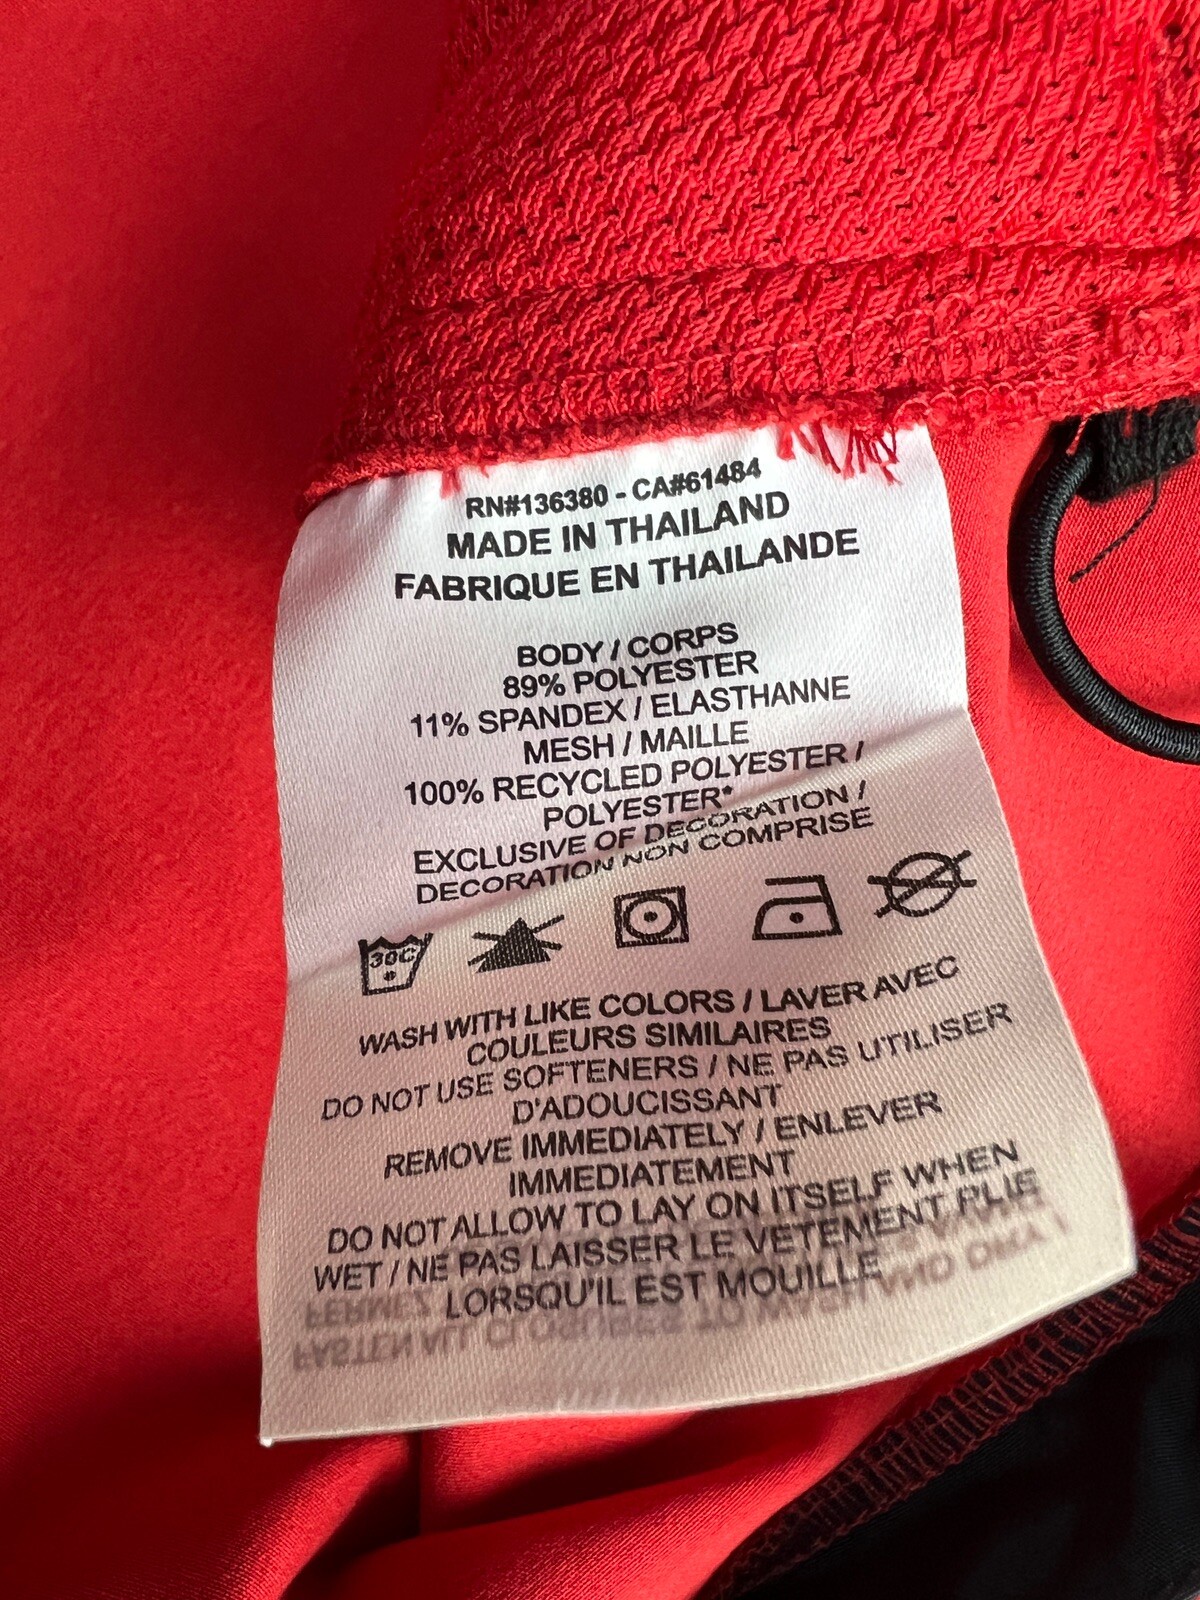 RN#136380 - CA#61484
MADE IN THAILAND
FABRIQUE EN THAILANDE
BODY / CORPS
89% POLYESTER
11% SPANDEX / ELASTHANNE
MESH / MAILLE
100% RECYCLED POLYESTER /
POLYESTER*
EXCLUSIVE OF DECORATION /
DECORATION NON COMPRISE
30C
WASH WITH LIKE COLORS / LAVER AVEC
COULEURS SIMILAIRES
DO NOT USE SOFTENERS / NE PAS UTILISER
D'ADOUCISSANT
REMOVE IMMEDIATELY / ENLEVER
IMMEDIATEMENT
DO NOT ALLOW TO LAY ON ITSELF WHEN
WET / NE PAS LAISSER LE VETEMENT PLIE
LORSQU'IL EST MOUILLE